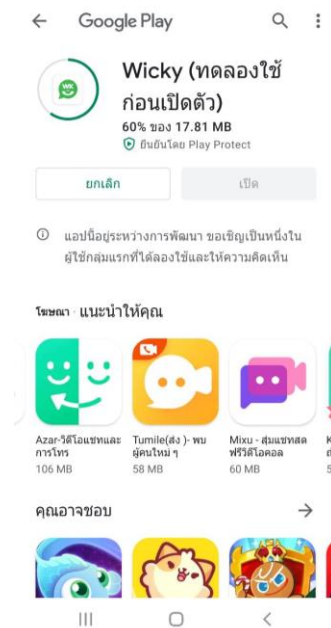 Google Play
WK
Wicky (ทดลองใช้
ก่อนเปิดตัว)
60% ของ 17.81 MB
ยืนยันโดย Play Protect
ยกเลิก
เปิด
แอปนี้อยู่ระหว่างการพัฒนา ขอเชิญเป็นหนึ่งใน
ผู้ใช้กลุ่มแรกที่ได้ลองใช้และให้ความคิดเห็น
โฆษณา · แนะนำให้คุณ
Azar-วิดีโอแชทและ
การโทร
106 MB
Tumile(ส่ง )- พบ
ผู้คนใหม่ ๆ
58 MB
Mixu - สุ่มแชทสด
ฟรีวิดีโอคอล
60 MB
คุณอาจชอบ